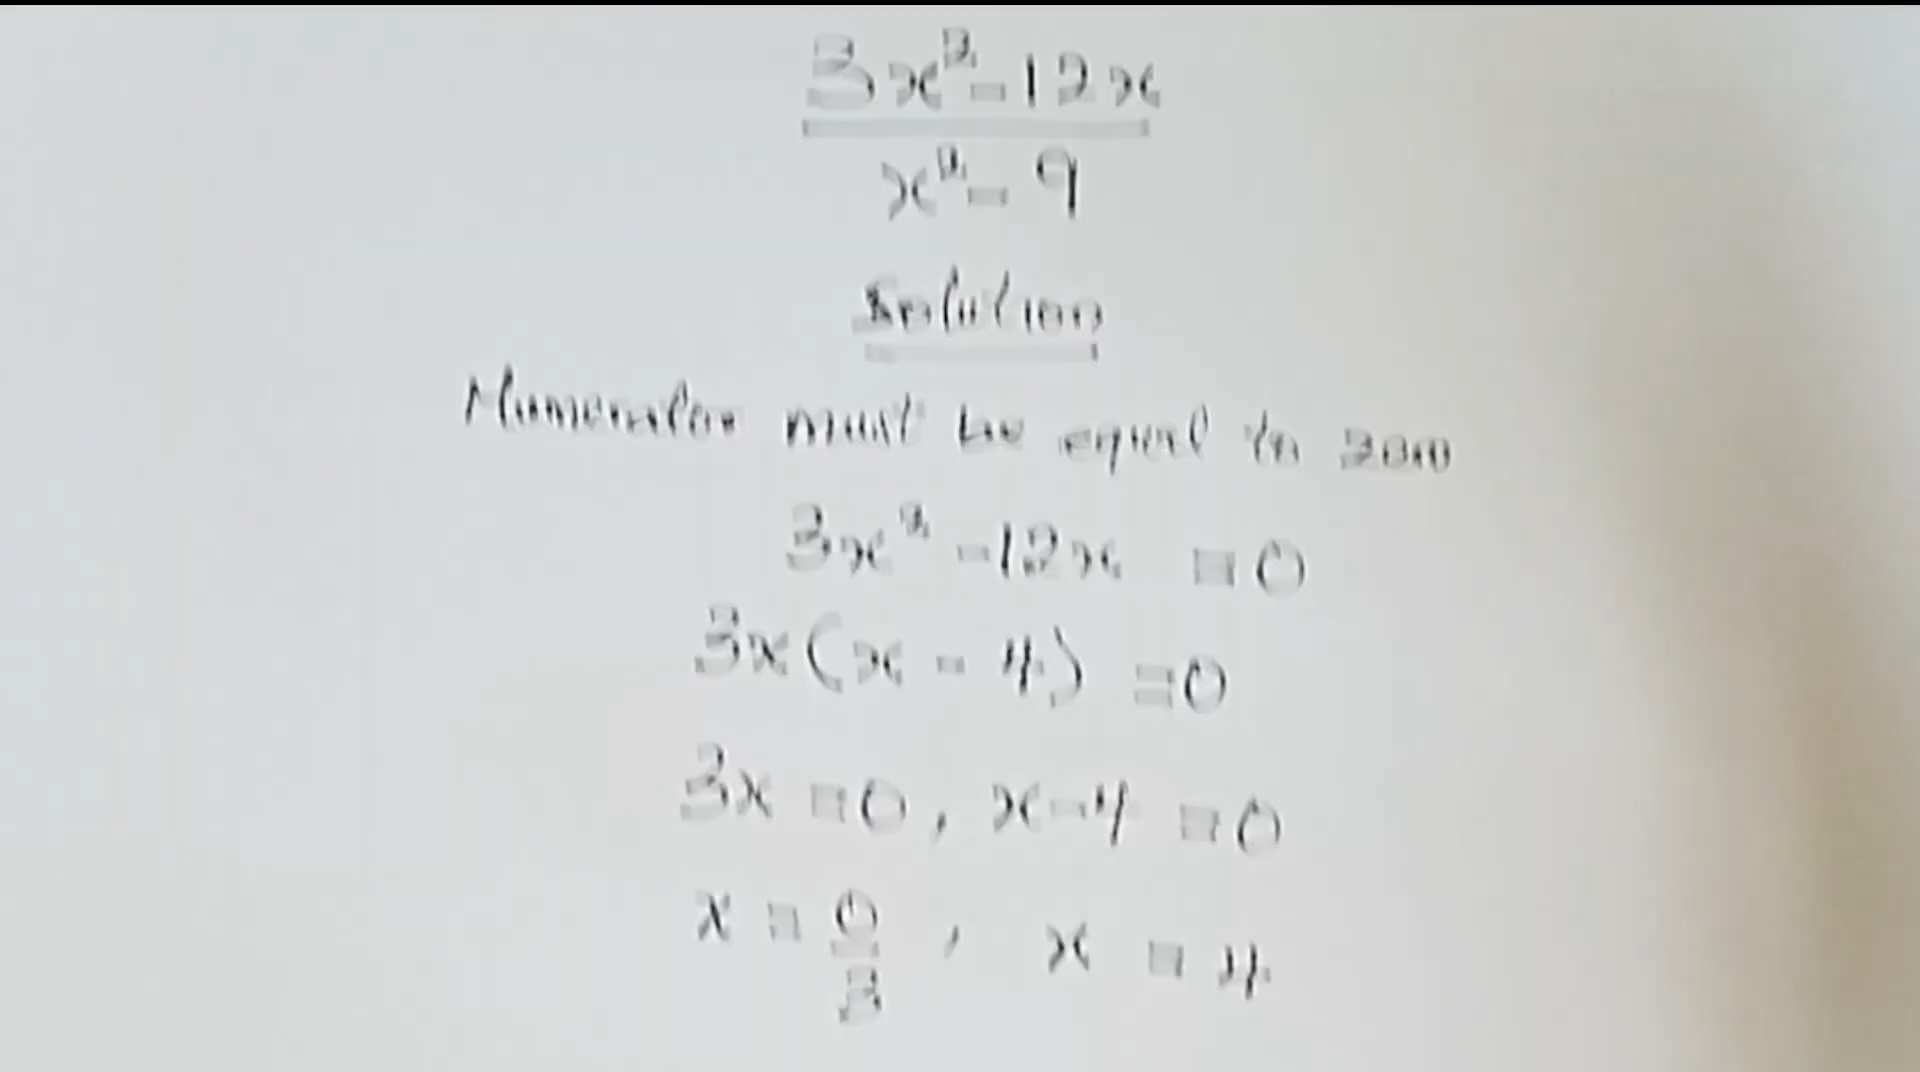 3x² - 12x
x² - 9
Solution
Numerator must be equal to zero
3x² - 12x = 0
3x(x - 4) = 0
3x = 0, x - 4 = 0
x = 0/3, x = 4